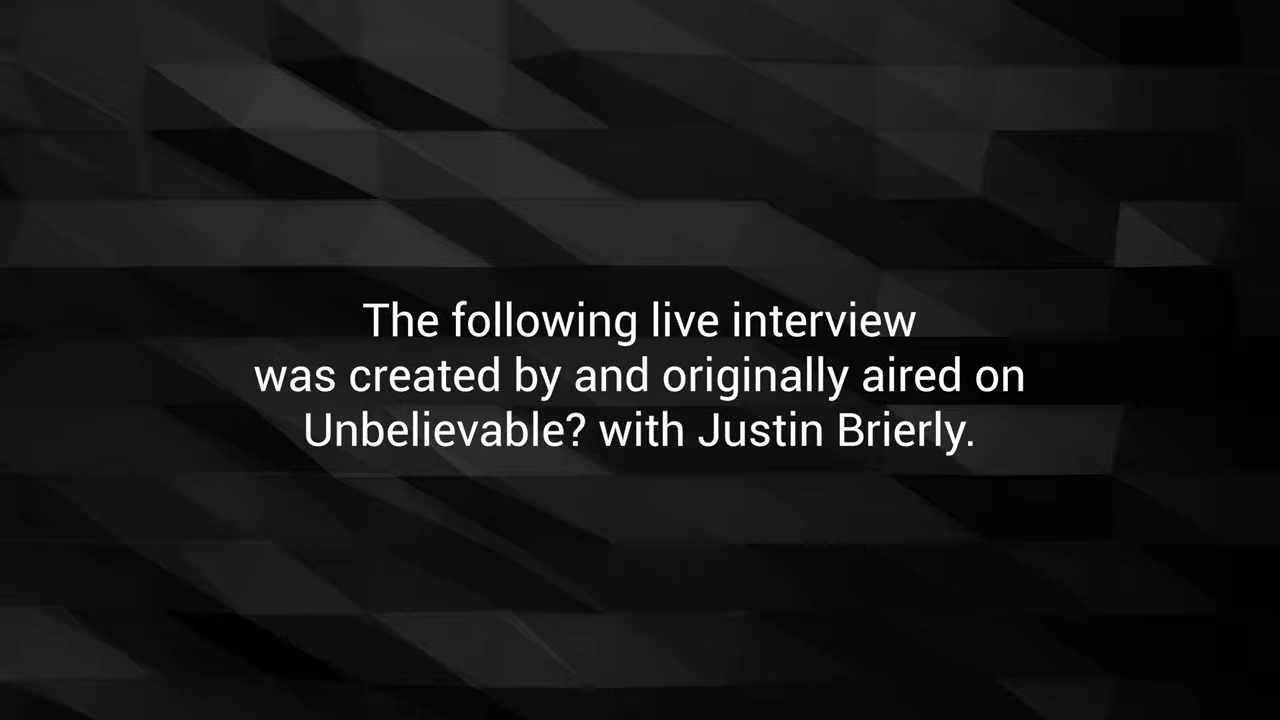 The following live interview
was created by and originally aired on
Unbelievable? with Justin Brierly.